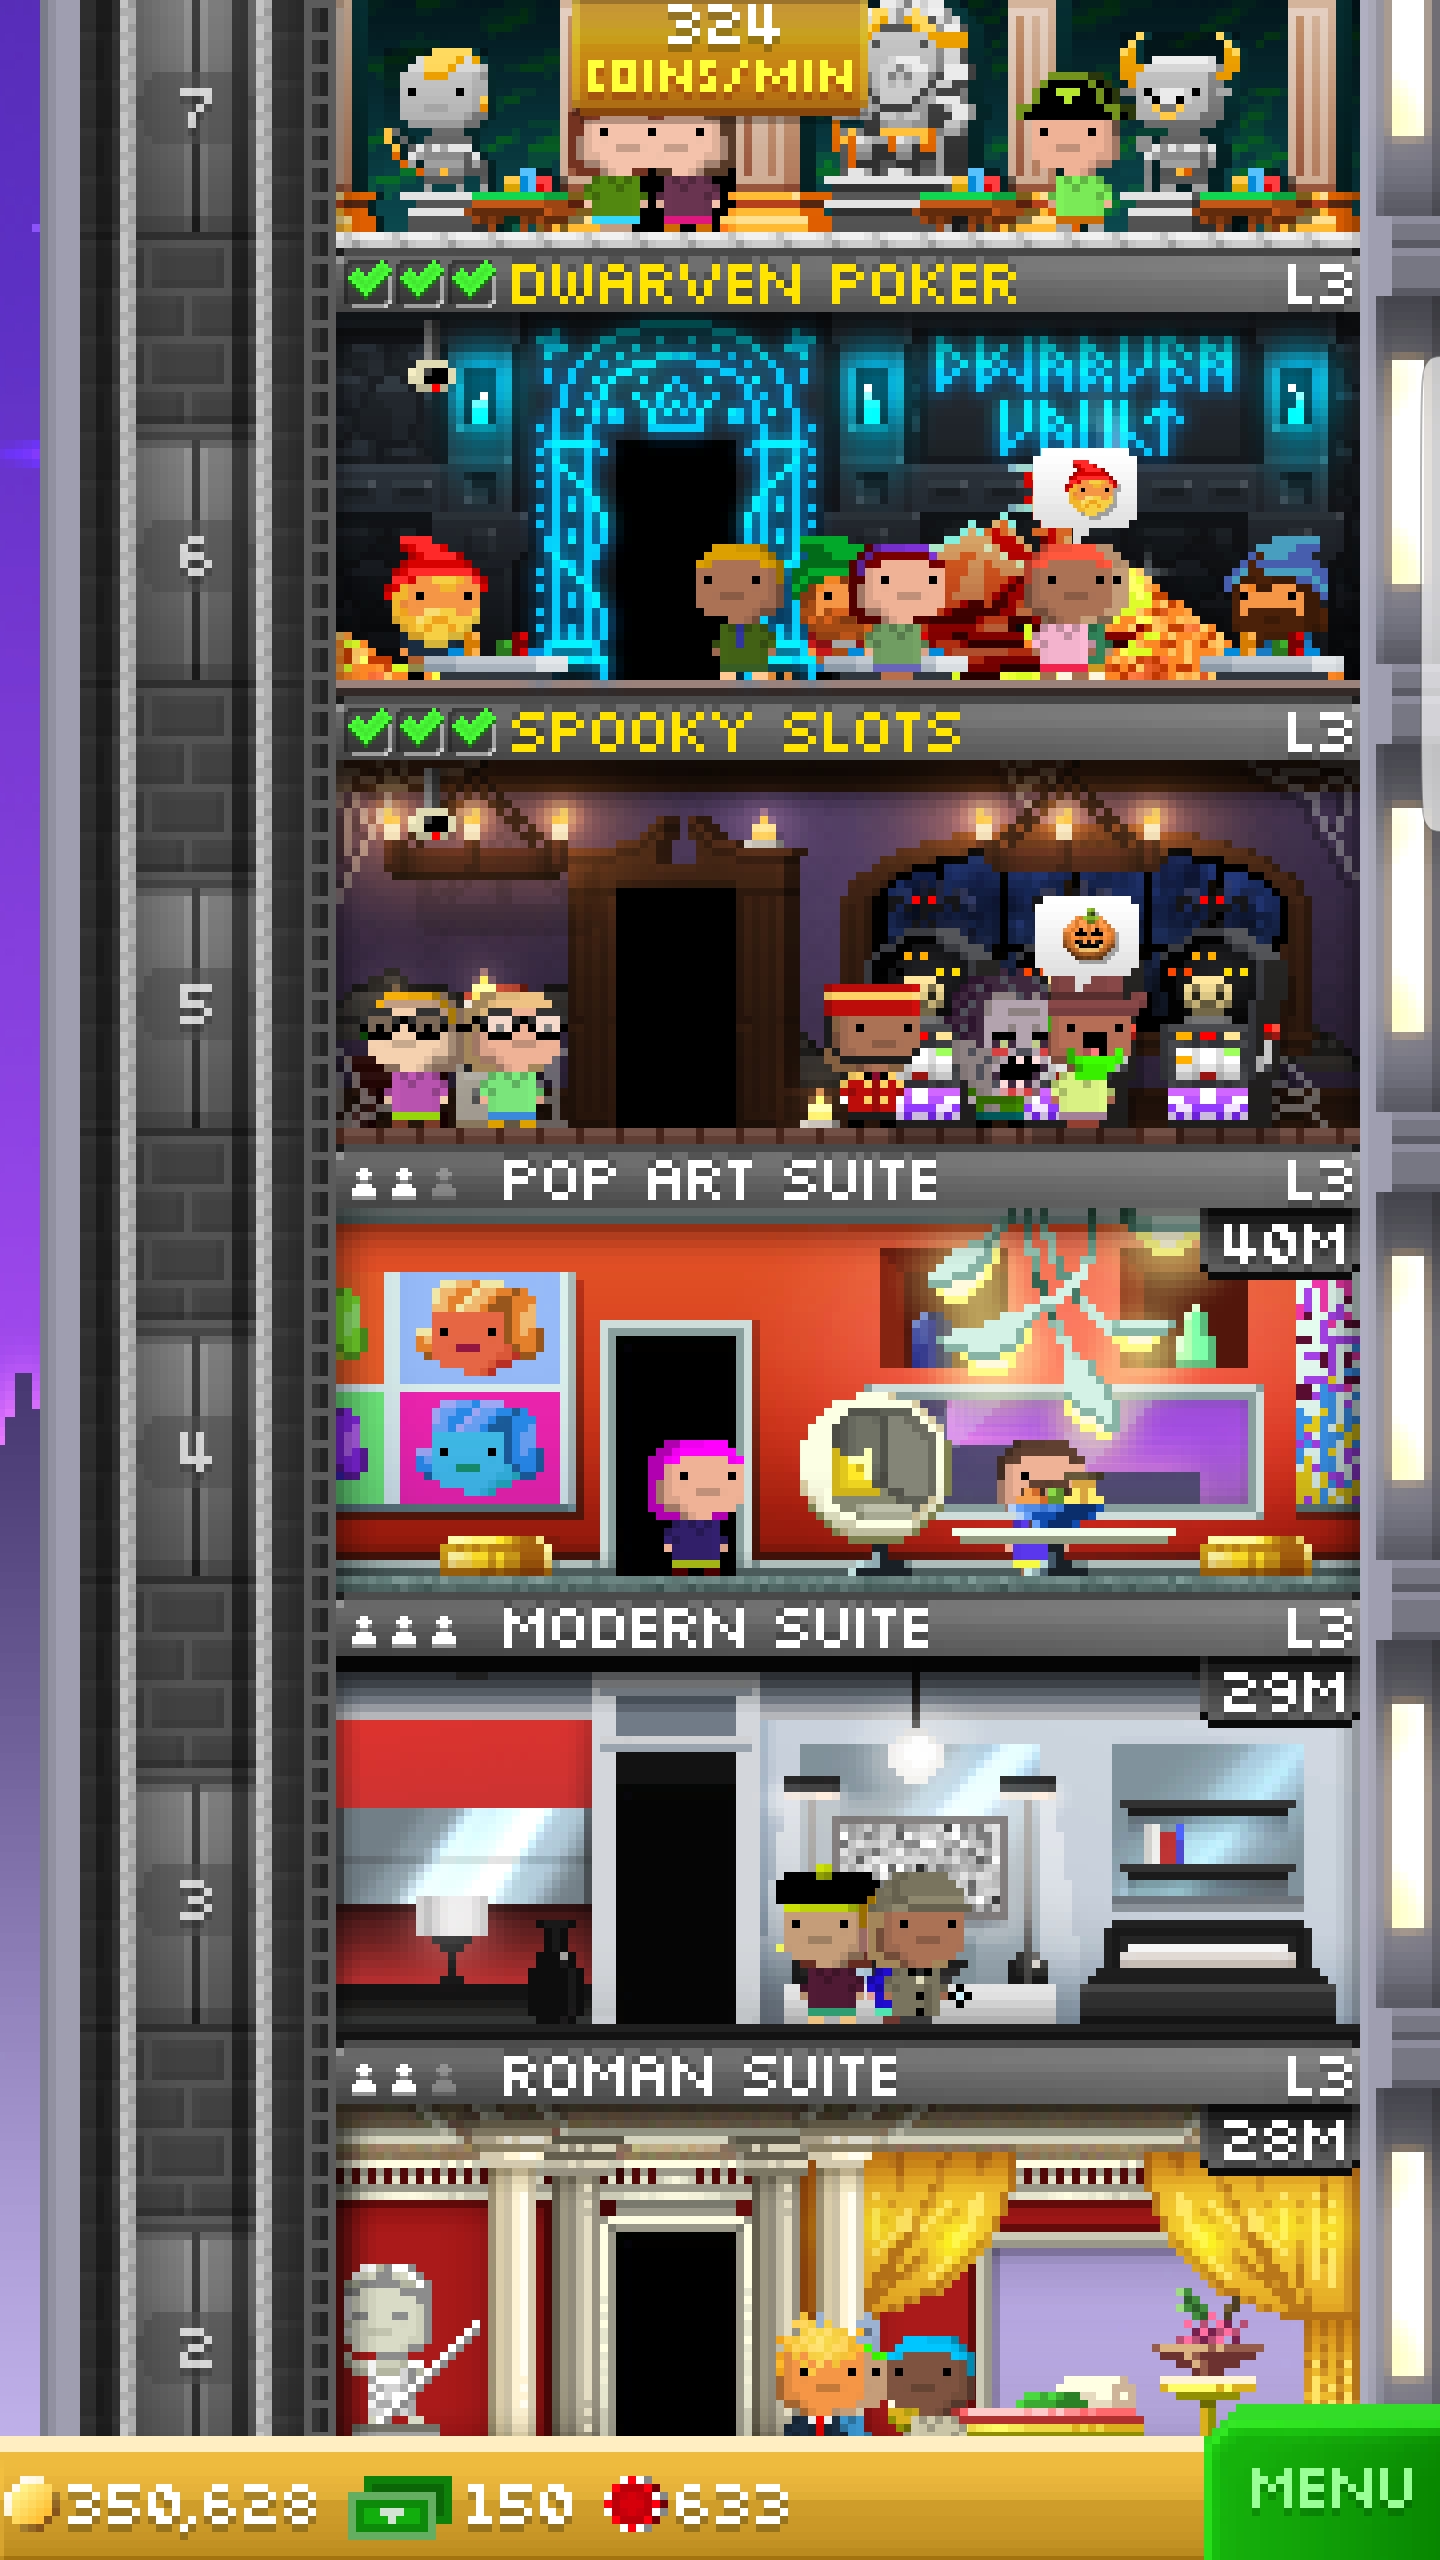 324
COINS/MIN
7
DWARVEN POKER L3
DWARVEN
VAULT
6
SPOOKY SLOTS L3
5
POP ART SUITE L3
40M
4
MODERN SUITE L3
29M
3
ROMAN SUITE L3
28M
2
350,628 150 633 MENU